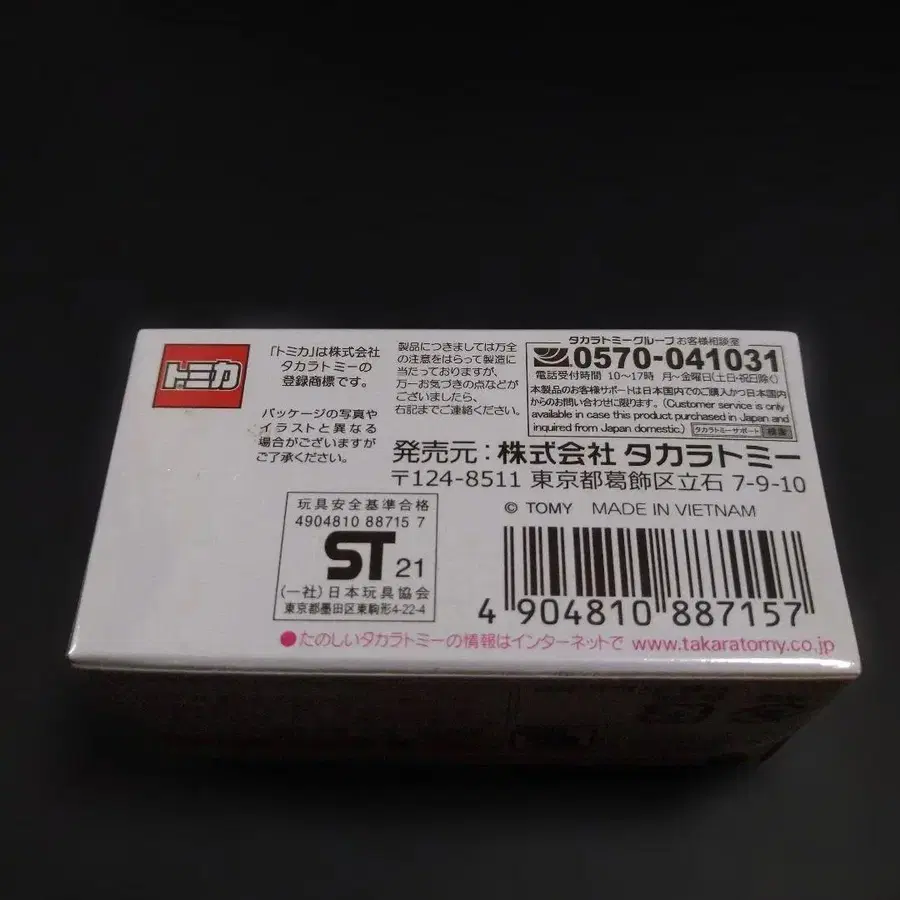 トミカ
「トミカ」は株式会社
タカラトミーの
登録商標です。
パッケージの写真や
イラストと異なる
場合がございますが
ご了承ください。
製品につきましては万全
の注意をはらって製造に
当たっておりますが、
万一お気づきの点などが
ございましたら、
右記までご連絡ください。
タカラトミーグループお客様相談室
0570-041031
電話受付時間 10〜17時 月〜金曜日(土・日・祝日除く)
本製品のお客様サポートは日本国内でのご購入かつ日本国内
からのお問い合わせに限ります。(Customer service is only
available in case this product purchased in Japan and
inquired from Japan domestic.) タカラトミーサポート 検索
発売元:株式会社 タカラトミー
〒124-8511 東京都葛飾区立石 7-9-10
© TOMY MADE IN VIETNAM
玩具安全基準合格
4904810 88715 7
ST 21
(一社)日本玩具協会
東京都墨田区東駒形4-22-4
4 904810 887157
●たのしいタカラトミーの情報はインターネットで www.takaratomy.co.jp